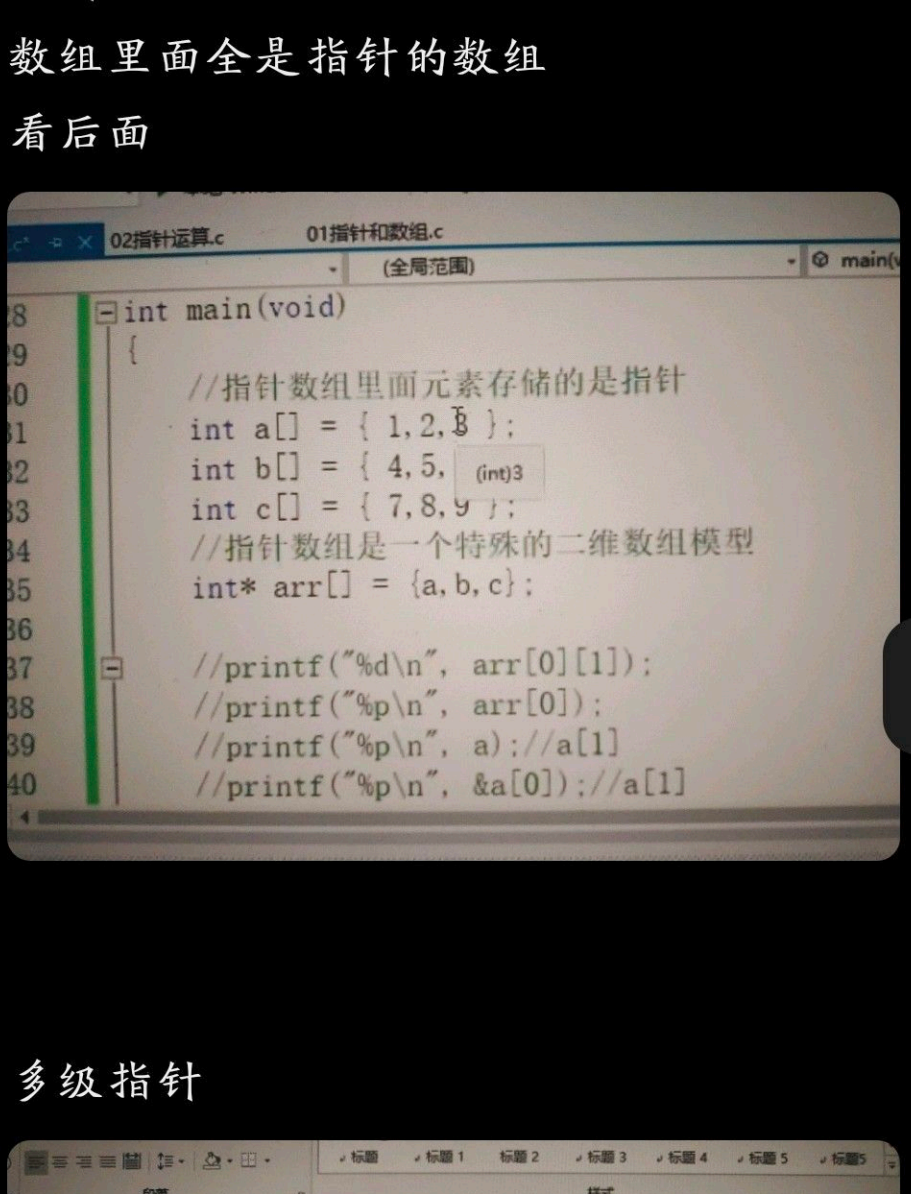 数组里面全是指针的数组
看后面
02指针运算.c 01指针和数组.c
(全局范围) main(v
28 int main(void)
29 {
30 //指针数组里面元素存储的是指针
31 int a[] = { 1,2,3 };
32 int b[] = { 4,5, (int)3
33 int c[] = { 7,8,9 };
34 //指针数组是一个特殊的二维数组模型
35 int* arr[] = {a,b,c};
36
37 //printf("%d\n", arr[0][1]);
38 //printf("%p\n", arr[0]);
39 //printf("%p\n", a);//a[1]
40 //printf("%p\n", &a[0]);//a[1]
多级指针
标题 标题 1 标题 2 标题 3 标题 4 标题 5 标题5